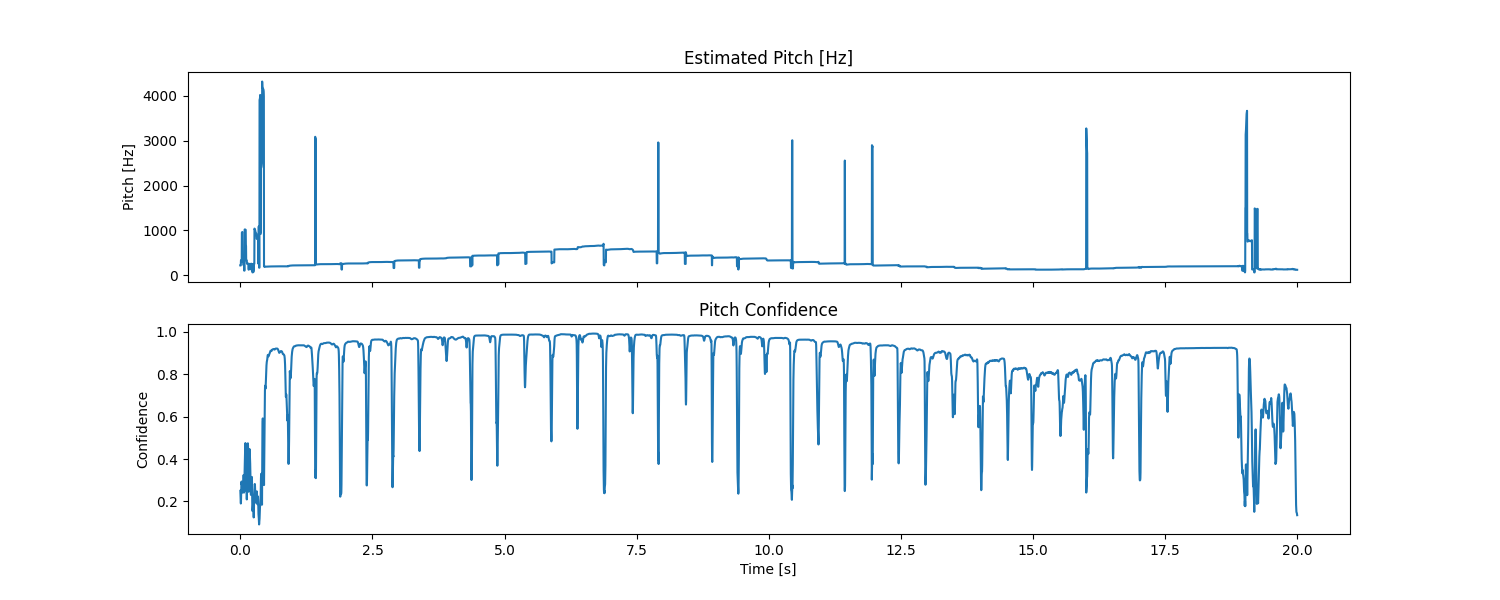 Estimated Pitch [Hz]
4000
3000
2000
1000
0
Pitch [Hz]
Pitch Confidence
1.0
0.8
0.6
0.4
0.2
Confidence
0.0 2.5 5.0 7.5 10.0 12.5 15.0 17.5 20.0
Time [s]